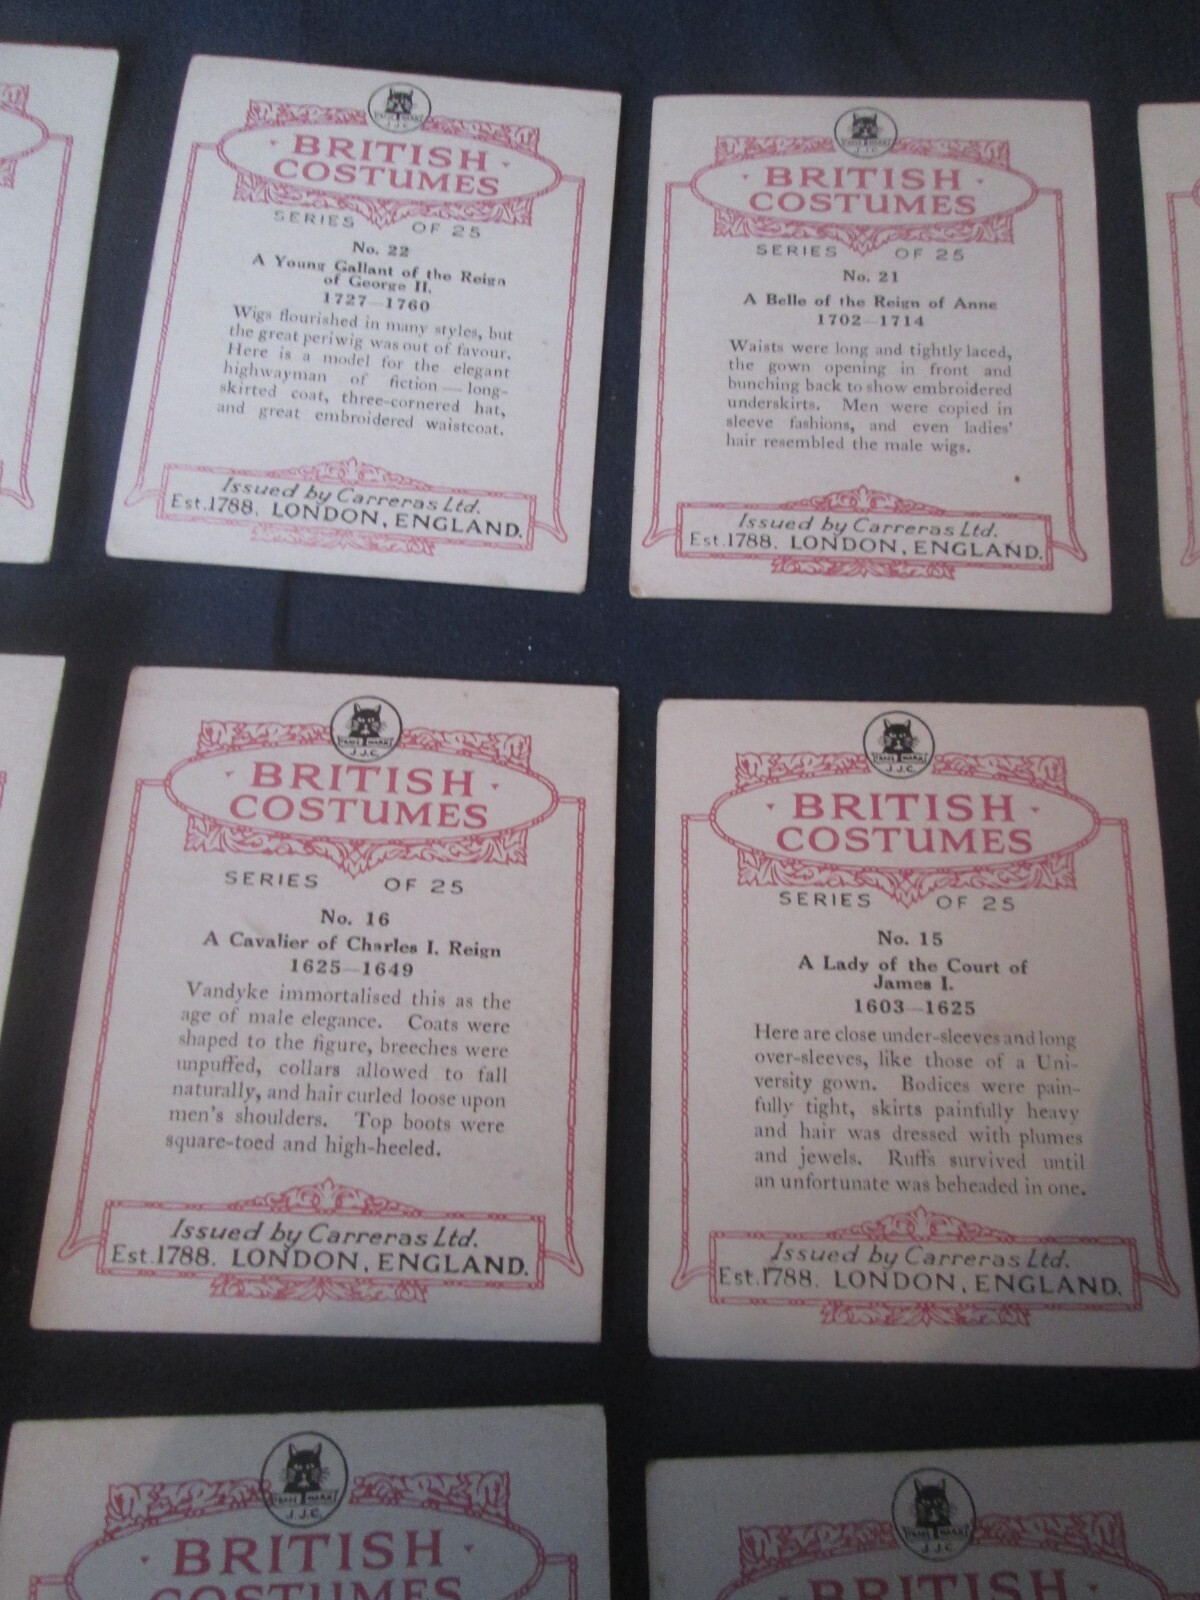 BRITISH
COSTUMES
SERIES OF 25
No. 22
A Young Gallant of the Reign
of George II.
1727—1760
Wigs flourished in many styles, but
the great periwig was out of favour.
Here is a model for the elegant
highwayman of fiction — long-
skirted coat, three-cornered hat,
and great embroidered waistcoat.
Issued by Carreras Ltd.
Est.1788. LONDON, ENGLAND.
BRITISH
COSTUMES
SERIES OF 25
No. 21
A Belle of the Reign of Anne
1702—1714
Waists were long and tightly laced,
the gown opening in front and
bunching back to show embroidered
underskirts. Men were copied in
sleeve fashions, and even ladies'
hair resembled the male wigs.
Issued by Carreras Ltd.
Est.1788. LONDON, ENGLAND.
TRADE MARK
J.J.C.
BRITISH
COSTUMES
SERIES OF 25
No. 16
A Cavalier of Charles I. Reign
1625—1649
Vandyke immortalised this as the
age of male elegance. Coats were
shaped to the figure, breeches were
unpuffed, collars allowed to fall
naturally, and hair curled loose upon
men's shoulders. Top boots were
square-toed and high-heeled.
Issued by Carreras Ltd.
Est.1788. LONDON, ENGLAND.
TRADE MARK
J.J.C.
BRITISH
COSTUMES
SERIES OF 25
No. 15
A Lady of the Court of
James I.
1603—1625
Here are close under-sleeves and long
over-sleeves, like those of a Uni-
versity gown. Bodices were pain-
fully tight, skirts painfully heavy
and hair was dressed with plumes
and jewels. Ruffs survived until
an unfortunate was beheaded in one.
Issued by Carreras Ltd.
Est.1788. LONDON, ENGLAND.
TRADE MARK
J.J.C.
BRITISH
COSTUMES
TRADE MARK
J.J.C.
BRITISH